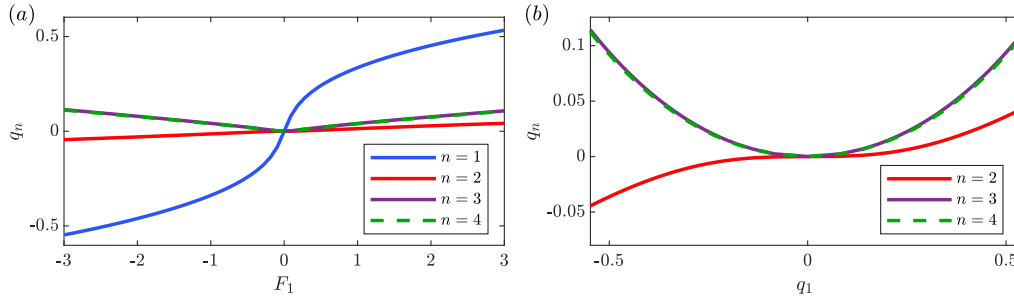 (a)
0.5
0
-0.5
q_n
-3
-2
-1
0
1
2
3
F_1
n = 1
n = 2
n = 3
n = 4
(b)
0.1
0.05
0
-0.05
q_n
-0.5
0
0.5
q_1
n = 2
n = 3
n = 4